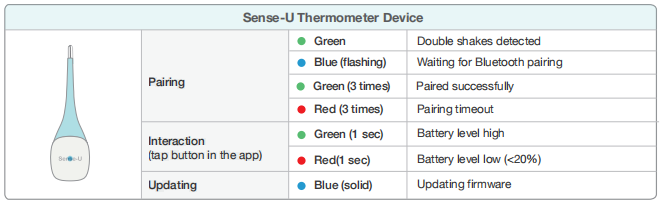 Sense-U Thermometer Device
Sense-U
Pairing
Green Double shakes detected
Blue (flashing) Waiting for Bluetooth pairing
Green (3 times) Paired successfully
Red (3 times) Pairing timeout
Interaction
(tap button in the app)
Green (1 sec) Battery level high
Red(1 sec) Battery level low (<20%)
Updating Blue (solid) Updating firmware